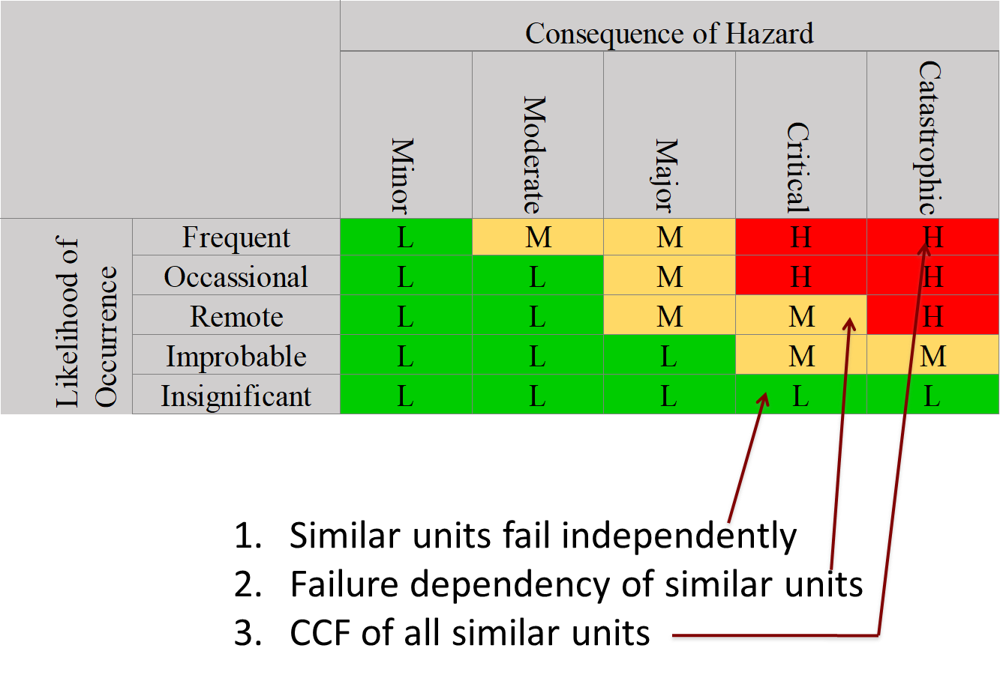 Consequence of Hazard
Minor
Moderate
Major
Critical
Catastrophic
Likelihood of
Occurrence
Frequent L M M H H
Occassional L L M H H
Remote L L M M H
Improbable L L L M M
Insignificant L L L L L
1. Similar units fail independently
2. Failure dependency of similar units
3. CCF of all similar units